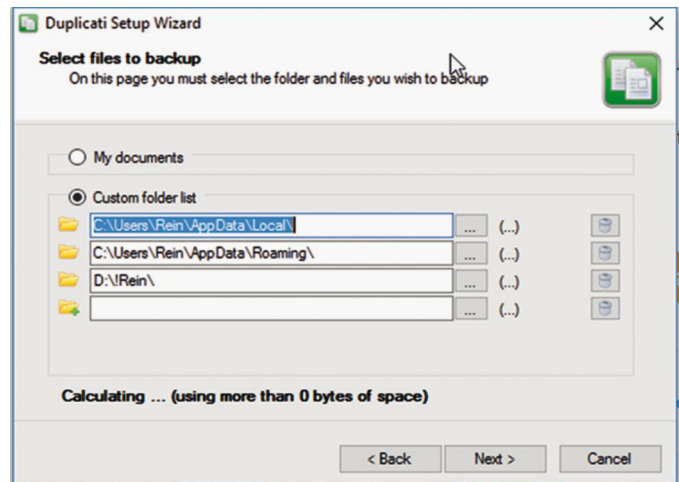 Duplicati Setup Wizard
Select files to backup
On this page you must select the folder and files you wish to backup
My documents
Custom folder list
C:\Users\Rein\AppData\Local\
... (...)
C:\Users\Rein\AppData\Roaming\
... (...)
D:\!Rein\
... (...)
... (...)
Calculating ... (using more than 0 bytes of space)
< Back
Next >
Cancel